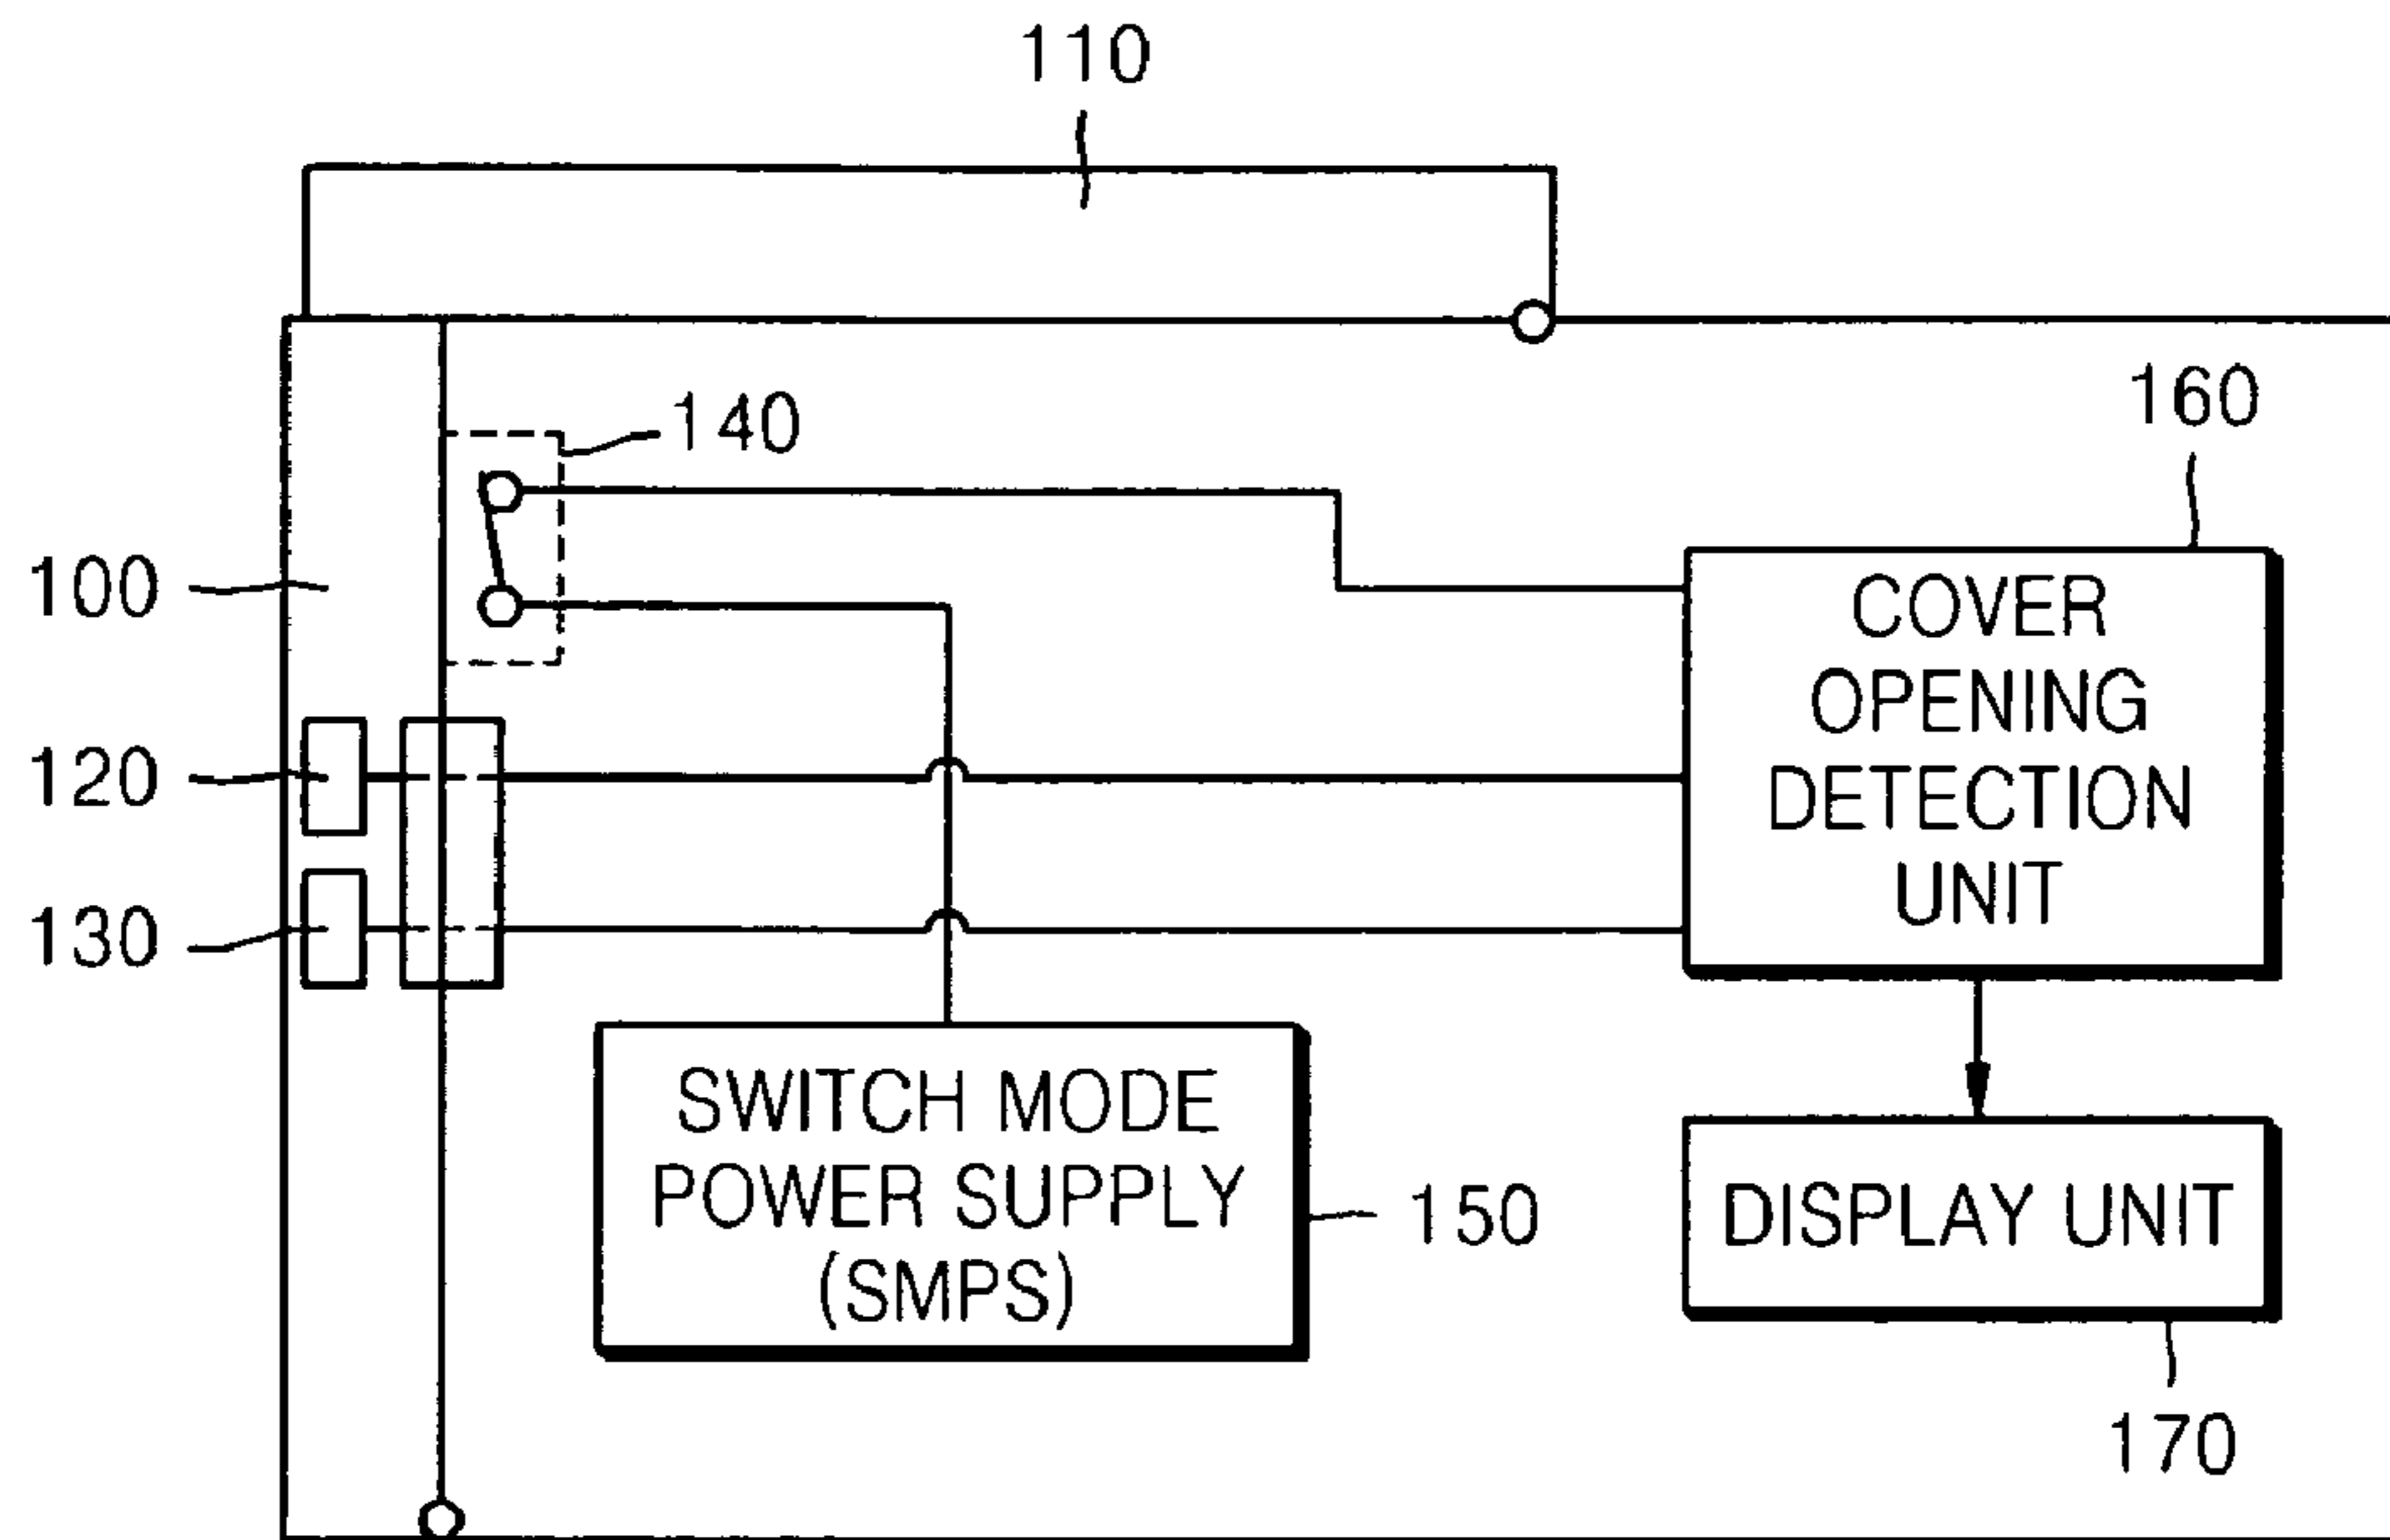 110
160
140
100
COVER
OPENING
DETECTION
UNIT
120
130
SWITCH MODE
POWER SUPPLY
(SMPS)
150
DISPLAY UNIT
170